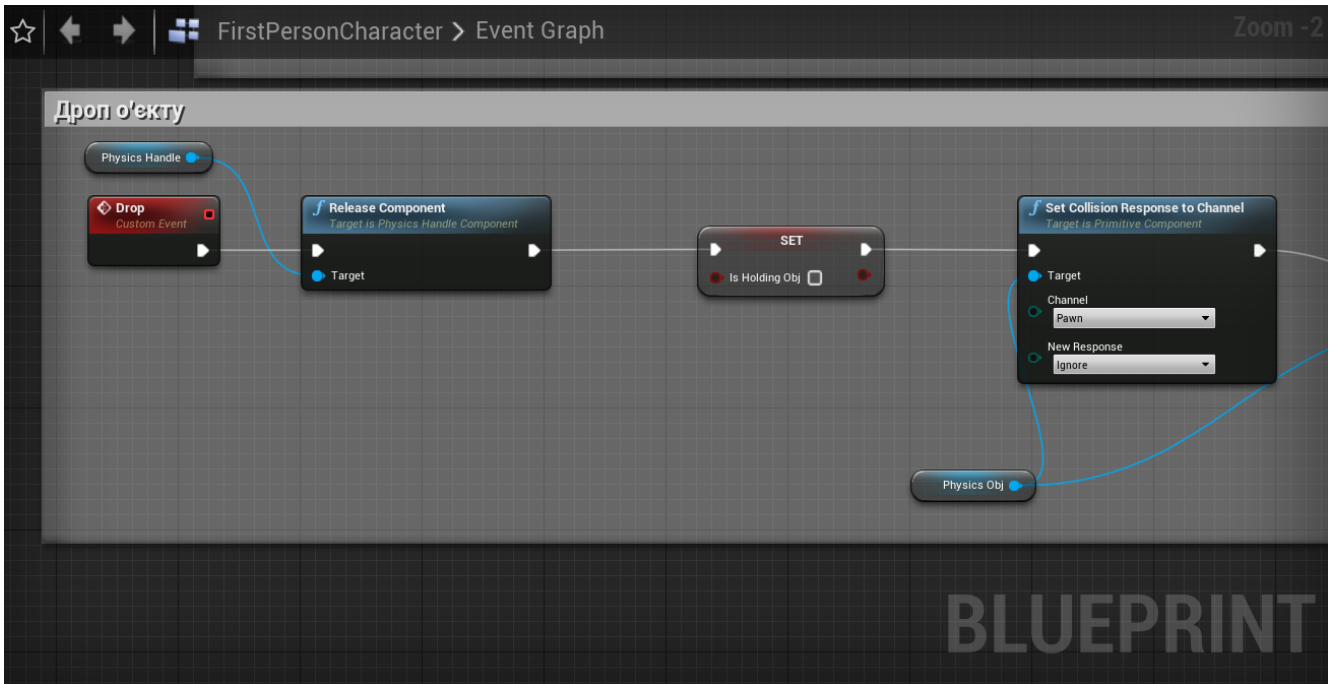 FirstPersonCharacter > Event Graph
Zoom -2
Дроп о'єкту
Physics Handle
Drop
Custom Event
Release Component
Target is Physics Handle Component
Target
SET
Is Holding Obj
Set Collision Response to Channel
Target is Primitive Component
Target
Channel
Pawn
New Response
Ignore
Physics Obj
BLUEPRINT